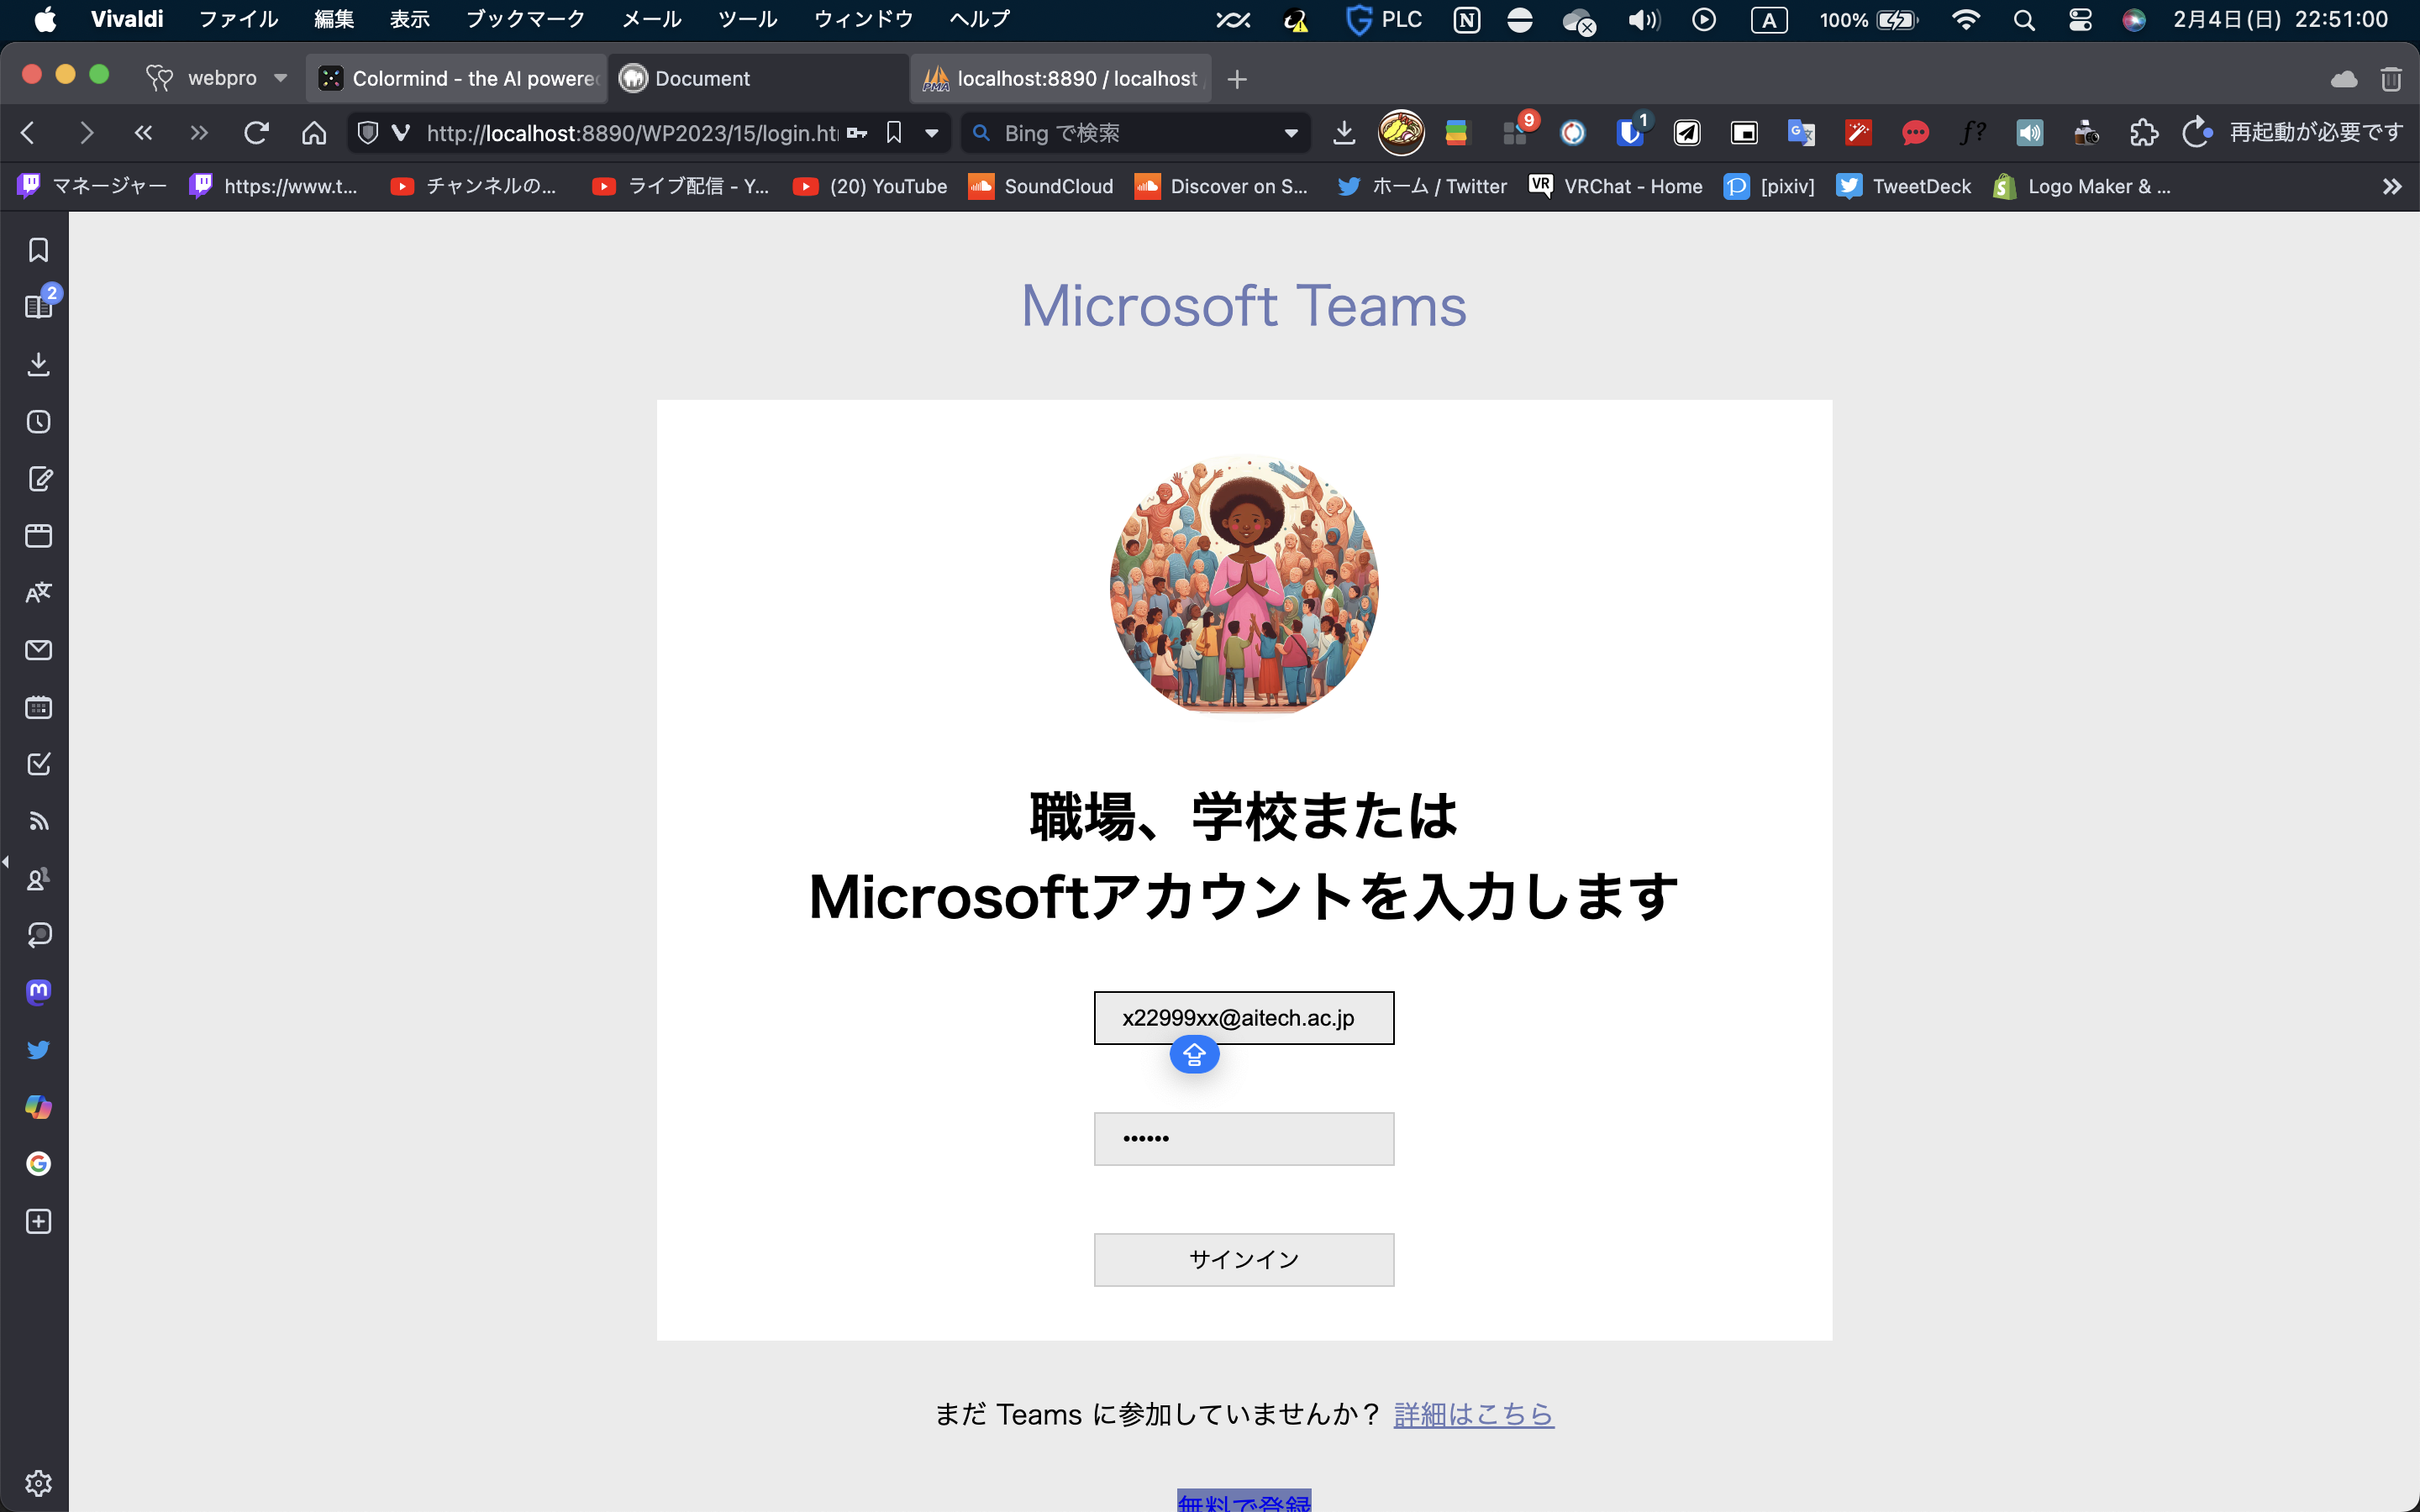 Vivaldi ファイル 編集 表示 ブックマーク メール ツール ウィンドウ ヘルプ PLC A 100% 2月4日(日) 22:51:00
webpro Colormind - the AI powere Document localhost:8890 / localhost
http://localhost:8890/WP2023/15/login.ht Bing で検索 9 1 f? 再起動が必要です
マネージャー https://www.t... チャンネルの... ライブ配信 - Y... (20) YouTube SoundCloud Discover on S... ホーム / Twitter VRChat - Home [pixiv] TweetDeck Logo Maker & ...
2
Microsoft Teams
職場、学校または
Microsoftアカウントを入力します
x22999xx@aitech.ac.jp
••••••
サインイン
まだ Teams に参加していませんか？ 詳細はこちら
無料で登録